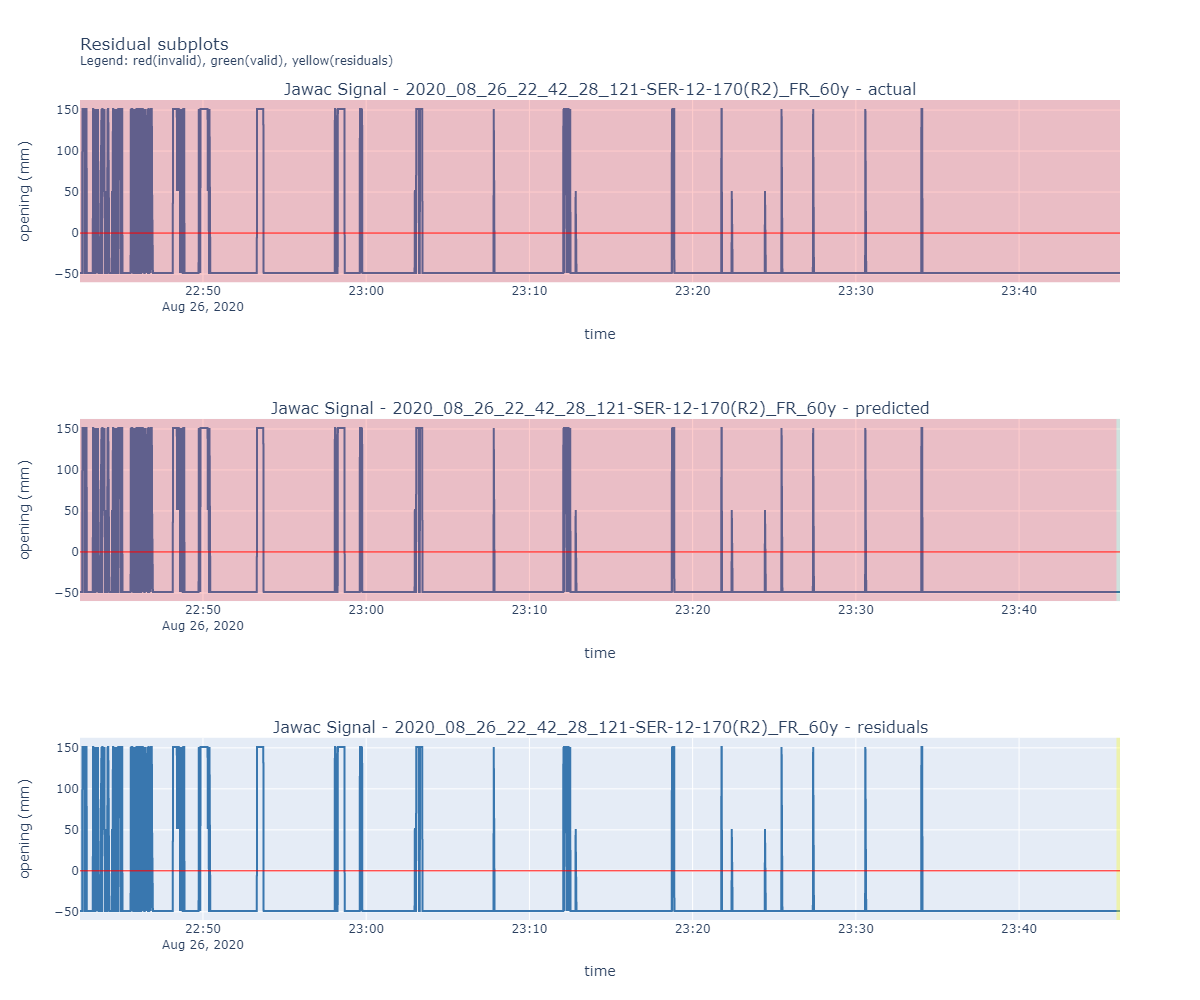 Residual subplots
Legend: red(invalid), green(valid), yellow(residuals)
Jawac Signal - 2020_08_26_22_42_28_121-SER-12-170(R2)_FR_60y - actual
opening (mm)
150
100
50
0
−50
22:50
23:00
23:10
23:20
23:30
23:40
Aug 26, 2020
time
Jawac Signal - 2020_08_26_22_42_28_121-SER-12-170(R2)_FR_60y - predicted
opening (mm)
150
100
50
0
−50
22:50
23:00
23:10
23:20
23:30
23:40
Aug 26, 2020
time
Jawac Signal - 2020_08_26_22_42_28_121-SER-12-170(R2)_FR_60y - residuals
opening (mm)
150
100
50
0
−50
22:50
23:00
23:10
23:20
23:30
23:40
Aug 26, 2020
time